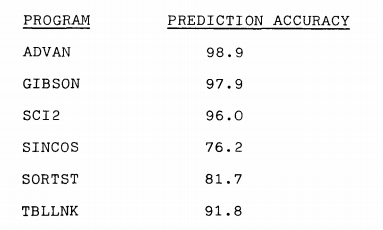 PROGRAM PREDICTION ACCURACY
ADVAN 98.9
GIBSON 97.9
SCI2 96.0
SINCOS 76.2
SORTST 81.7
TBLLNK 91.8